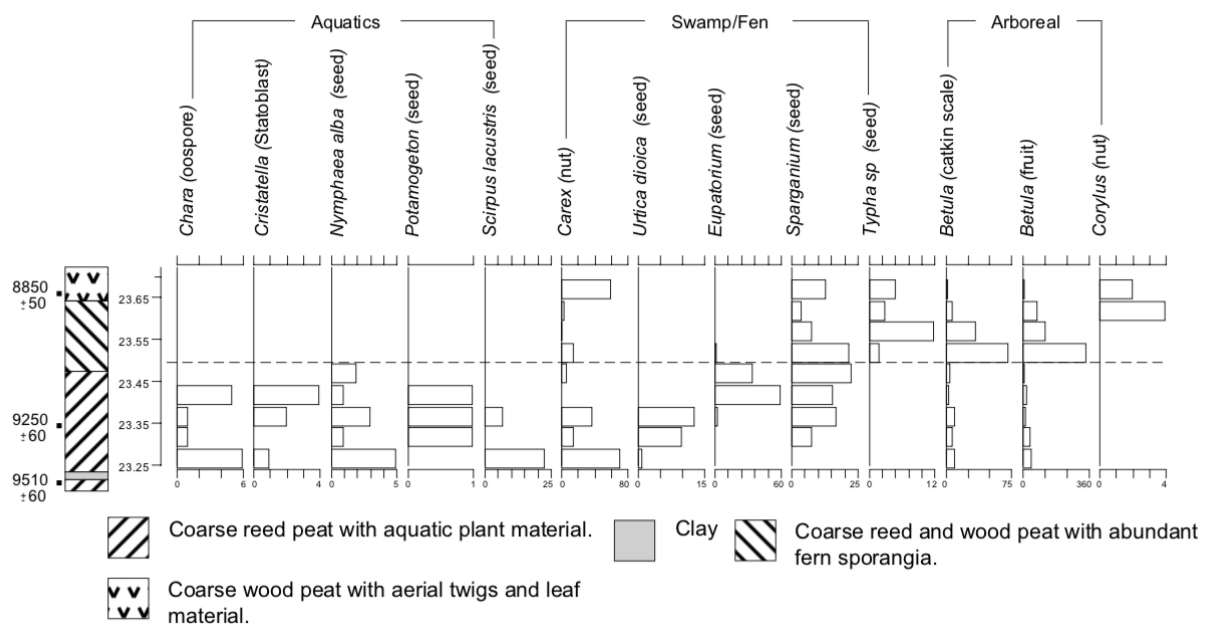 Aquatics
Swamp/Fen
Arboreal
Chara (oospore)
Cristatella (Statoblast)
Nymphaea alba (seed)
Potamogeton (seed)
Scirpus lacustris (seed)
Carex (nut)
Urtica dioica (seed)
Eupatorium (seed)
Sparganium (seed)
Typha sp (seed)
Betula (catkin scale)
Betula (fruit)
Corylus (nut)
8850
±50
9250
±60
9510
±60
23.65
23.55
23.45
23.35
23.25
0 6 0 4 0 5 0 1 0 25 0 80 0 15 0 60 0 25 0 12 0 75 0 360 0 4
Coarse reed peat with aquatic plant material.
Clay
Coarse reed and wood peat with abundant
fern sporangia.
Coarse wood peat with aerial twigs and leaf
material.